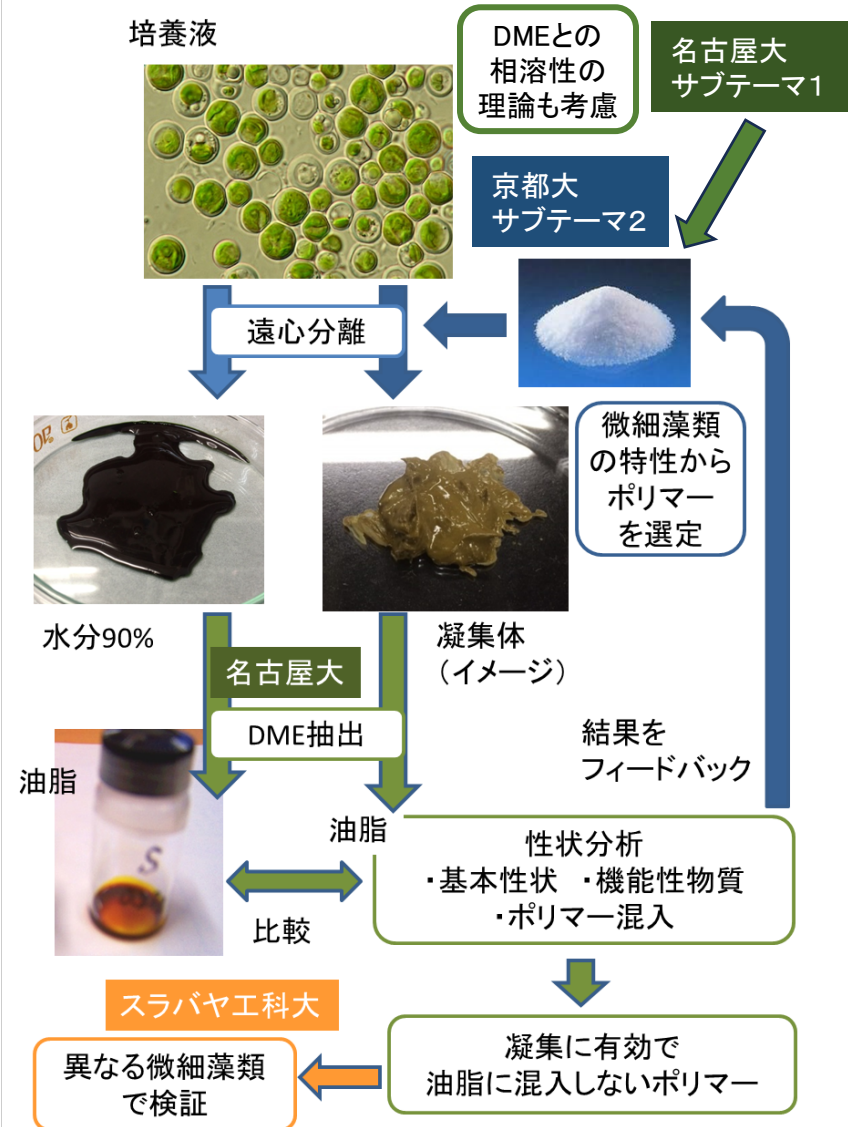 培養液
DMEとの
相溶性の
理論も考慮
名古屋大
サブテーマ1
京都大
サブテーマ2
遠心分離
微細藻類
の特性から
ポリマー
を選定
水分90%
凝集体
（イメージ）
名古屋大
DME抽出
結果を
フィードバック
油脂
S
油脂
性状分析
・基本性状　・機能性物質
・ポリマー混入
比較
スラバヤ工科大
凝集に有効で
油脂に混入しないポリマー
異なる微細藻類
で検証